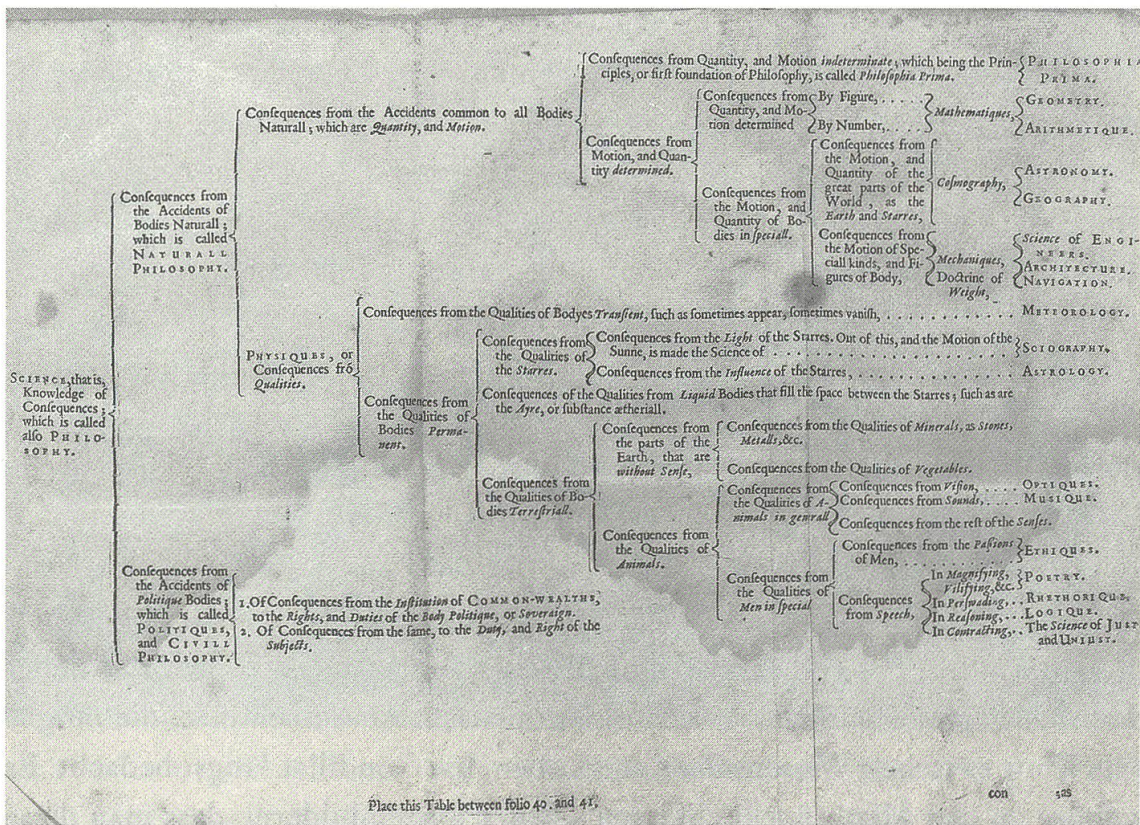 Conſequences from Quantity, and Motion indeterminate; which being the Prin-
ciples, or firſt foundation of Philoſophy, is called Philoſophia Prima.
PHILOSOPHIA
PRIMA.
Conſequences from the Accidents common to all Bodies
Naturall; which are Quantity, and Motion.
Conſequences from
Motion, and Quan-
tity determined.
Conſequences from
Quantity, and Mo-
tion determined
By Figure, . . . . .
By Number, . . . .
Mathematiques,
GEOMETRY.
ARITHMETIQUE.
Conſequences from
the Motion, and
Quantity of Bo-
dies in ſpeciall.
Conſequences from
the Motion, and
Quantity of the
great parts of the
World, as the
Earth and Starres,
Coſmography,
ASTRONOMY.
GEOGRAPHY.
Conſequences from
the Motion of Spe-
ciall kinds, and Fi-
gures of Body,
Mechaniques,
Doctrine of
Weight,
Science of ENGI-
NEERS.
ARCHITECTURE.
NAVIGATION.
Conſequences from
the Accidents of
Bodies Naturall;
which is called
NATURALL
PHILOSOPHY.
PHYSIQUES, or
Conſequences frõ
Qualities.
Conſequences from the Qualities of Bodyes Tranſient, ſuch as ſometimes appear, ſometimes vaniſh, . . . . . . . . . . . .
METEOROLOGY.
Conſequences from
the Qualities of
Bodies Perma-
nent.
Conſequences from
the Qualities of
the Starres.
Conſequences from the Light of the Starres. Out of this, and the Motion of the
Sunne, is made the Science of . . . . . . . . . . . . . . . . . . . . .
SCIOGRAPHY.
Conſequences from the Influence of the Starres, . . . . . . . . . . . . . .
ASTROLOGY.
Conſequences of the Qualities from Liquid Bodies that fill the ſpace between the Starres; ſuch as are
the Ayre, or ſubſtance ætheriall.
Conſequences from
the Qualities of Bo-
dies Terreſtriall.
Conſequences from
the parts of the
Earth, that are
without Senſe,
Conſequences from the Qualities of Minerals, as Stones,
Metalls, &c.
Conſequences from the Qualities of Vegetables.
Conſequences from
the Qualities of
Animals.
Conſequences from
the Qualities of A-
nimals in generall
Conſequences from Viſion, . . . .
OPTIQUES.
Conſequences from Sounds, . . . .
MUSIQUE.
Conſequences from the reſt of the Senſes.
Conſequences from
the Qualities of
Men in ſpecial
Conſequences from the Paſſions
of Men,
ETHIQUES.
Conſequences
from Speech,
In Magnifying,
Vilifying, &c.
POETRY.
In Perſwading, . .
RHETHORIQUE.
In Reaſoning, . . .
LOGIQUE.
In Contracting, . .
The Science of JUST
and UNIUST.
SCIENCE, that is,
Knowledge of
Conſequences;
which is called
alſo PHILO-
SOPHY.
Conſequences from
the Accidents of
Politique Bodies;
which is called
POLITIQUES,
and CIVILL
PHILOSOPHY.
1. Of Conſequences from the Inſtitution of COMMON-WEALTHS,
to the Rights, and Duties of the Body Politique, or Soveraign.
2. Of Conſequences from the ſame, to the Duty, and Right of the
Subjects.
Place this Table between folio 40. and 41.
con